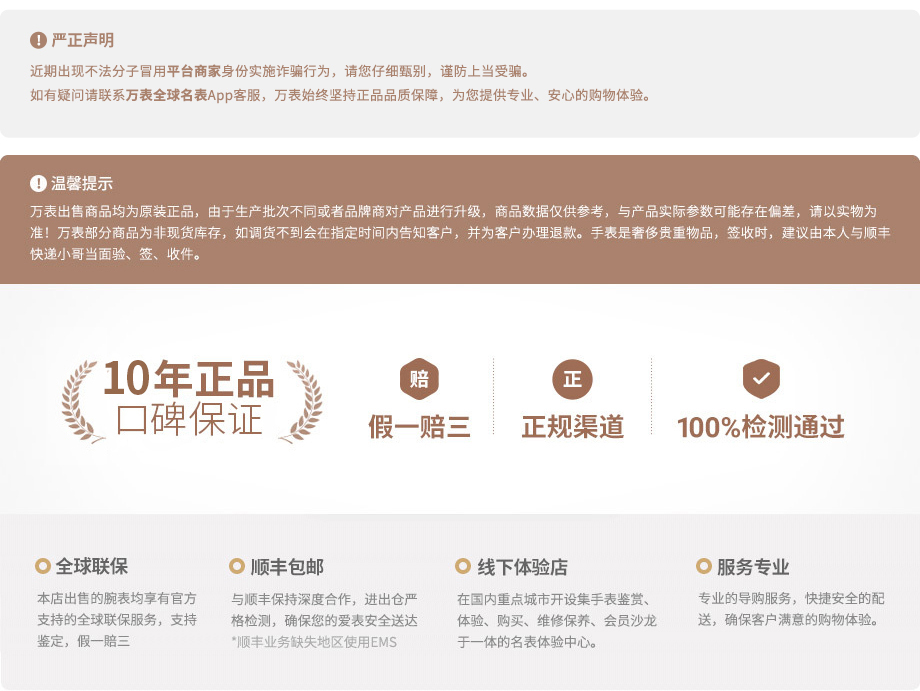 严正声明
近期出现不法分子冒用平台商家身份实施诈骗行为，请您仔细甄别，谨防上当受骗。
如有疑问请联系万表全球名表App客服，万表始终坚持正品品质保障，为您提供专业、安心的购物体验。
温馨提示
万表出售商品均为原装正品，由于生产批次不同或者品牌商对产品进行升级，商品数据仅供参考，与产品实际参数可能存在偏差，请以实物为
准！万表部分商品为非现货库存，如调货不到会在指定时间内告知客户，并为客户办理退款。手表是奢侈贵重物品，签收时，建议由本人与顺丰
快递小哥当面验、签、收件。
10年正品
口碑保证
赔
假一赔三
正
正规渠道
100%检测通过
全球联保
本店出售的腕表均享有官方
支持的全球联保服务，支持
鉴定，假一赔三
顺丰包邮
与顺丰保持深度合作，进出仓严
格检测，确保您的爱表安全送达
*顺丰业务缺失地区使用EMS
线下体验店
在国内重点城市开设集手表鉴赏、
体验、购买、维修保养、会员沙龙
于一体的名表体验中心。
服务专业
专业的导购服务，快捷安全的配
送，确保客户满意的购物体验。